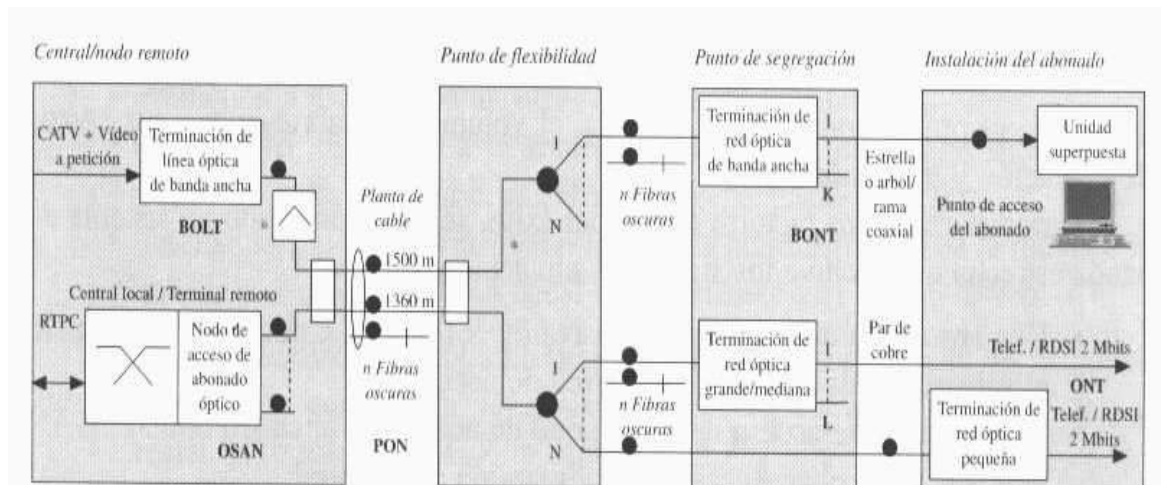 Central/nodo remoto
Punto de flexibilidad
Punto de segregación
Instalación del abonado
CATV + Vídeo
a petición
Terminación de
línea óptica
de banda ancha
BOLT
Planta de
cable
1500 m
1360 m
n Fibras
oscuras
PON
Central local / Terminal remoto
RTPC
Nodo de
acceso de
abonado
óptico
OSAN
I
N
I
N
n Fibras
oscuras
n Fibras
oscuras
Terminación de
red óptica
de banda ancha
I
K
BONT
Terminación de
red óptica
grande/mediana
I
L
Estrella
o arbol/
rama
coaxial
Par de
cobre
Unidad
superpuesta
Punto de acceso
del abonado
Telef. / RDSI 2 Mbits
ONT
Terminación de
red óptica
pequeña
Telef. / RDSI
2 Mbits